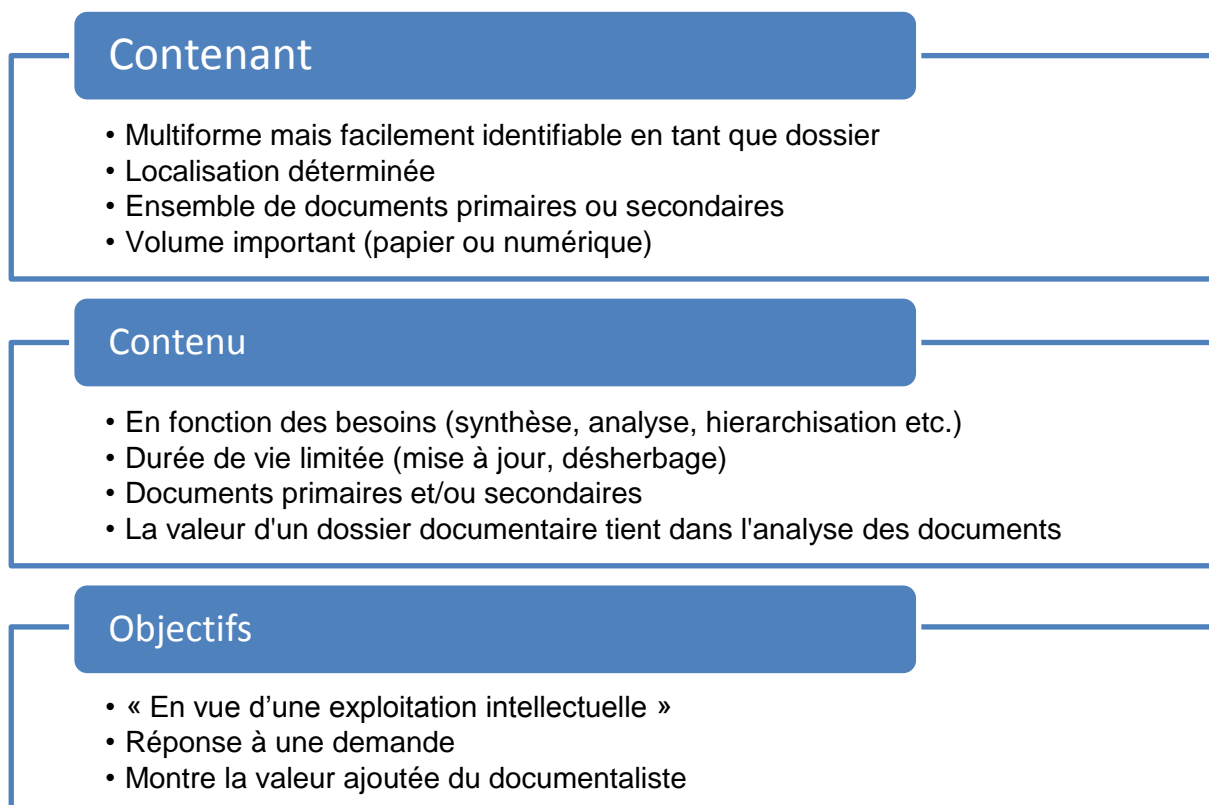 Contenant
• Multiforme mais facilement identifiable en tant que dossier
• Localisation déterminée
• Ensemble de documents primaires ou secondaires
• Volume important (papier ou numérique)
Contenu
• En fonction des besoins (synthèse, analyse, hierarchisation etc.)
• Durée de vie limitée (mise à jour, désherbage)
• Documents primaires et/ou secondaires
• La valeur d'un dossier documentaire tient dans l'analyse des documents
Objectifs
• « En vue d’une exploitation intellectuelle »
• Réponse à une demande
• Montre la valeur ajoutée du documentaliste